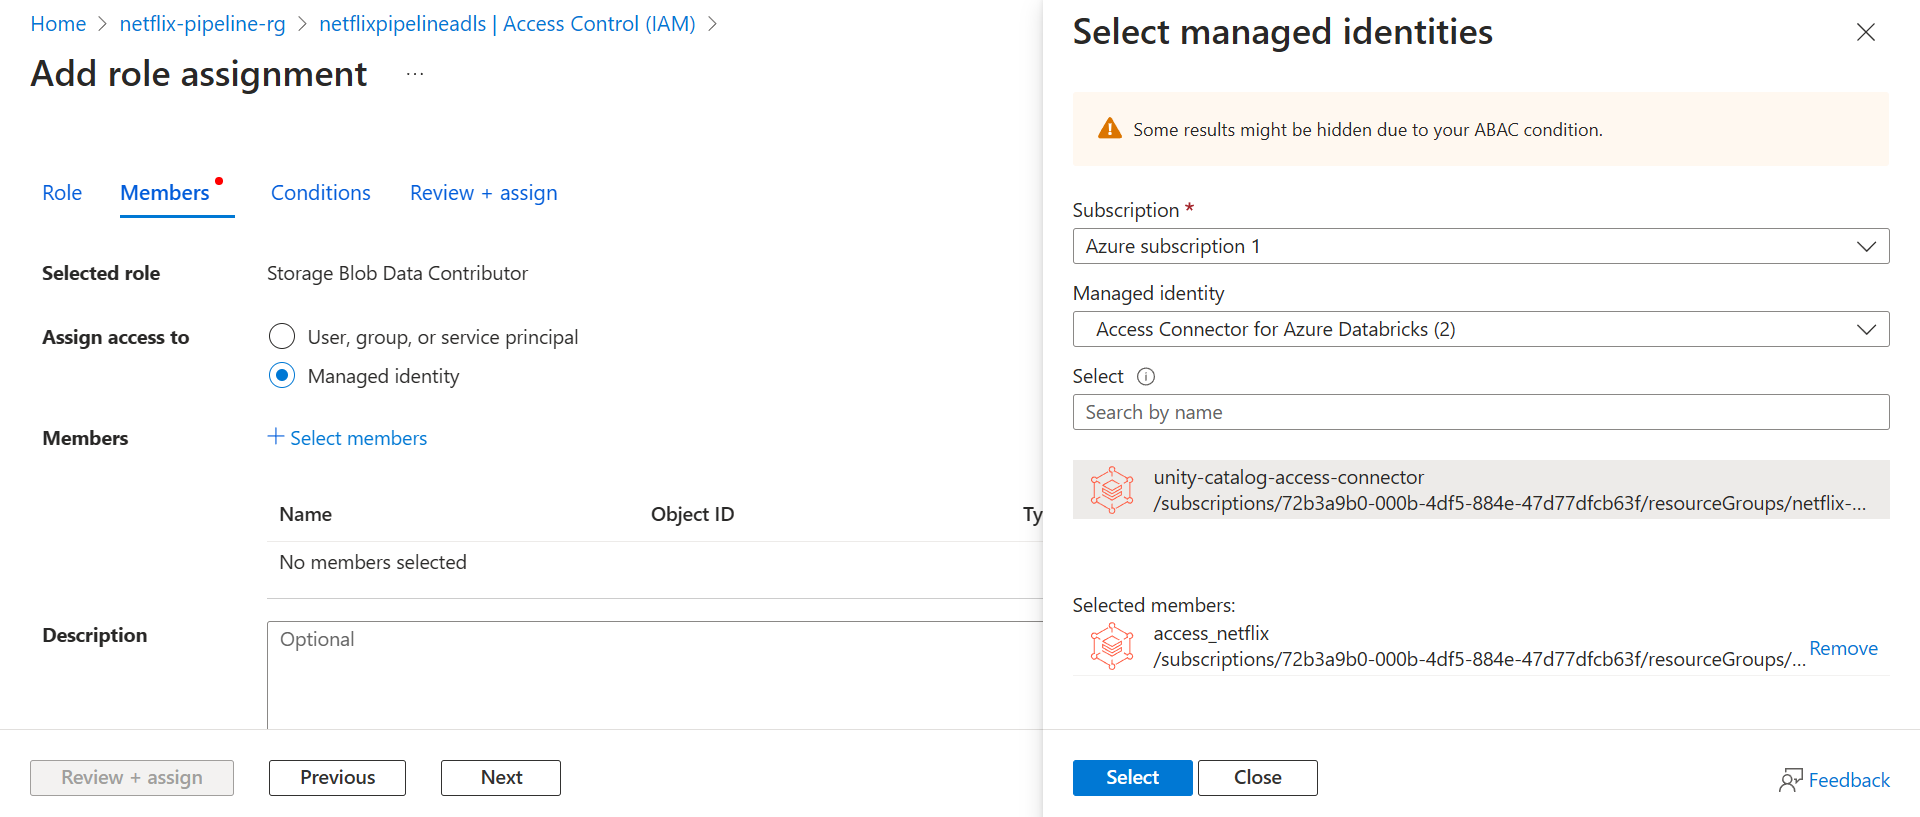 Home > netflix-pipeline-rg > netflixpipelineadls | Access Control (IAM) >
Add role assignment ...
Role Members Conditions Review + assign
Selected role Storage Blob Data Contributor
Assign access to User, group, or service principal
Managed identity
Members + Select members
Name Object ID Ty
No members selected
Description Optional
Review + assign Previous Next
Select managed identities
Some results might be hidden due to your ABAC condition.
Subscription *
Azure subscription 1
Managed identity
Access Connector for Azure Databricks (2)
Select
Search by name
unity-catalog-access-connector
/subscriptions/72b3a9b0-000b-4df5-884e-47d77dfcb63f/resourceGroups/netflix-...
Selected members:
access_netflix
/subscriptions/72b3a9b0-000b-4df5-884e-47d77dfcb63f/resourceGroups/... Remove
Select Close Feedback